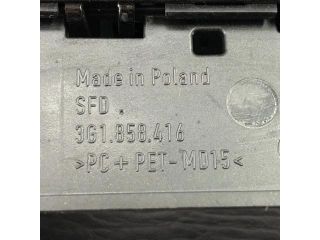 Made in Poland
SFD .
3G1.858.416
>PC+PET-MD15<